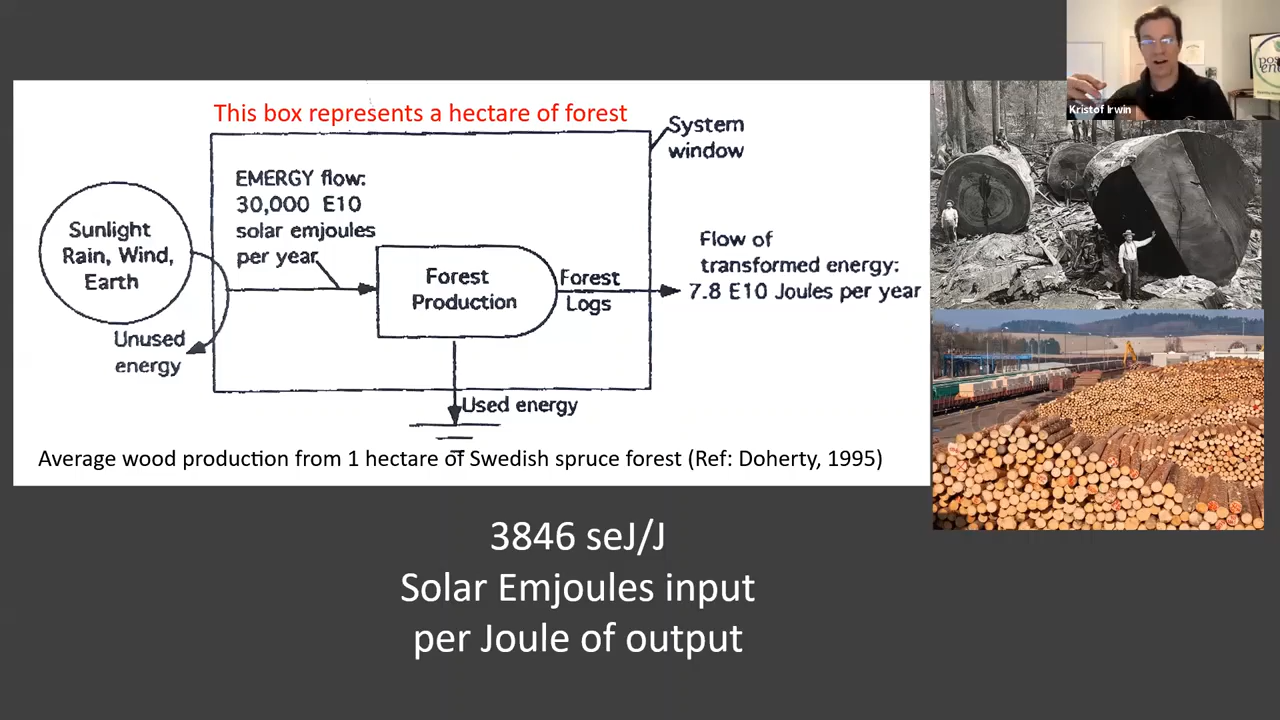 This box represents a hectare of forest
System
window
EMERGY flow:
30,000 E10
solar emjoules
per year
Sunlight
Rain, Wind,
Earth
Forest
Production
Forest
Logs
Flow of
transformed energy:
7.8 E10 Joules per year
Unused
energy
Used energy
Average wood production from 1 hectare of Swedish spruce forest (Ref: Doherty, 1995)
3846 seJ/J
Solar Emjoules input
per Joule of output
Kristof Irwin